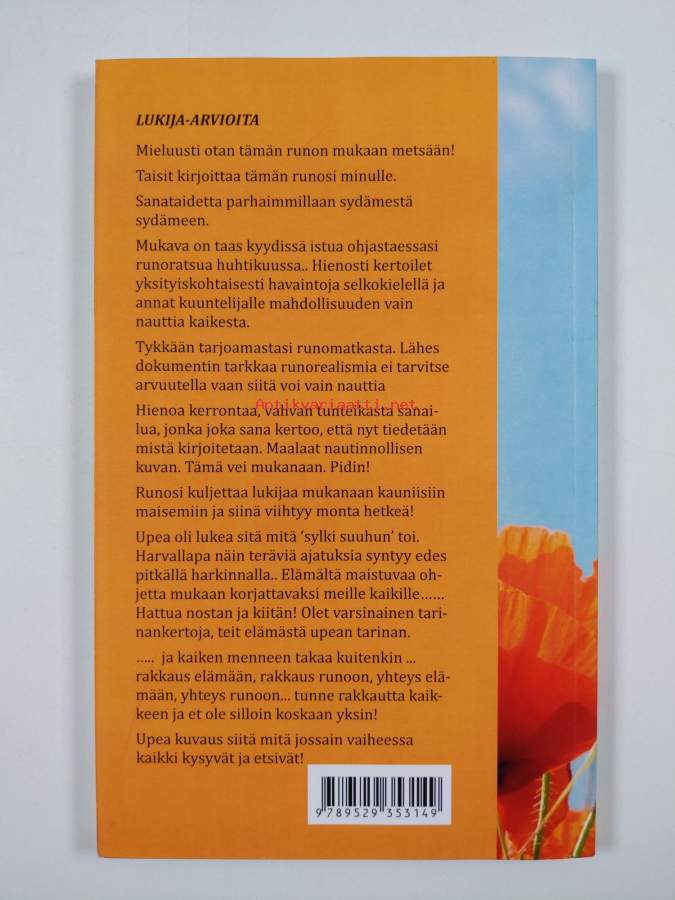 LUKIJA-ARVIOITA
Mieluusti otan tämän runon mukaan metsään!
Taisit kirjoittaa tämän runosi minulle.
Sanataidetta parhaimmillaan sydämestä
sydämeen.
Mukava on taas kyydissä istua ohjastaessasi
runoratsua huhtikuussa.. Hienosti kertoilet
yksityiskohtaisesti havaintoja selkokielellä ja
annat kuuntelijalle mahdollisuuden vain
nauttia kaikesta.
Tykkään tarjoamastasi runomatkasta. Lähes
dokumentin tarkkaa runorealismia ei tarvitse
arvuutella vaan siitä voi vain nauttia
Antikvariaatti.net
Hienoa kerrontaa, vahvan tunteikasta sanai-
lua, jonka joka sana kertoo, että nyt tiedetään
mistä kirjoitetaan. Maalaat nautinnollisen
kuvan. Tämä vei mukanaan. Pidin!
Runosi kuljettaa lukijaa mukanaan kauniisiin
maisemiin ja siinä viihtyy monta hetkeä!
Upea oli lukea sitä mitä ‘sylki suuhun’ toi.
Harvallapa näin teräviä ajatuksia syntyy edes
pitkällä harkinnalla.. Elämältä maistuvaa oh-
jetta mukaan korjattavaksi meille kaikille……
Hattua nostan ja kiitän! Olet varsinainen tari-
nankertoja, teit elämästä upean tarinan.
….. ja kaiken menneen takaa kuitenkin ...
rakkaus elämään, rakkaus runoon, yhteys elä-
mään, yhteys runoon... tunne rakkautta kaik-
keen ja et ole silloin koskaan yksin!
Upea kuvaus siitä mitä jossain vaiheessa
kaikki kysyvät ja etsivät!
9 789529 353149